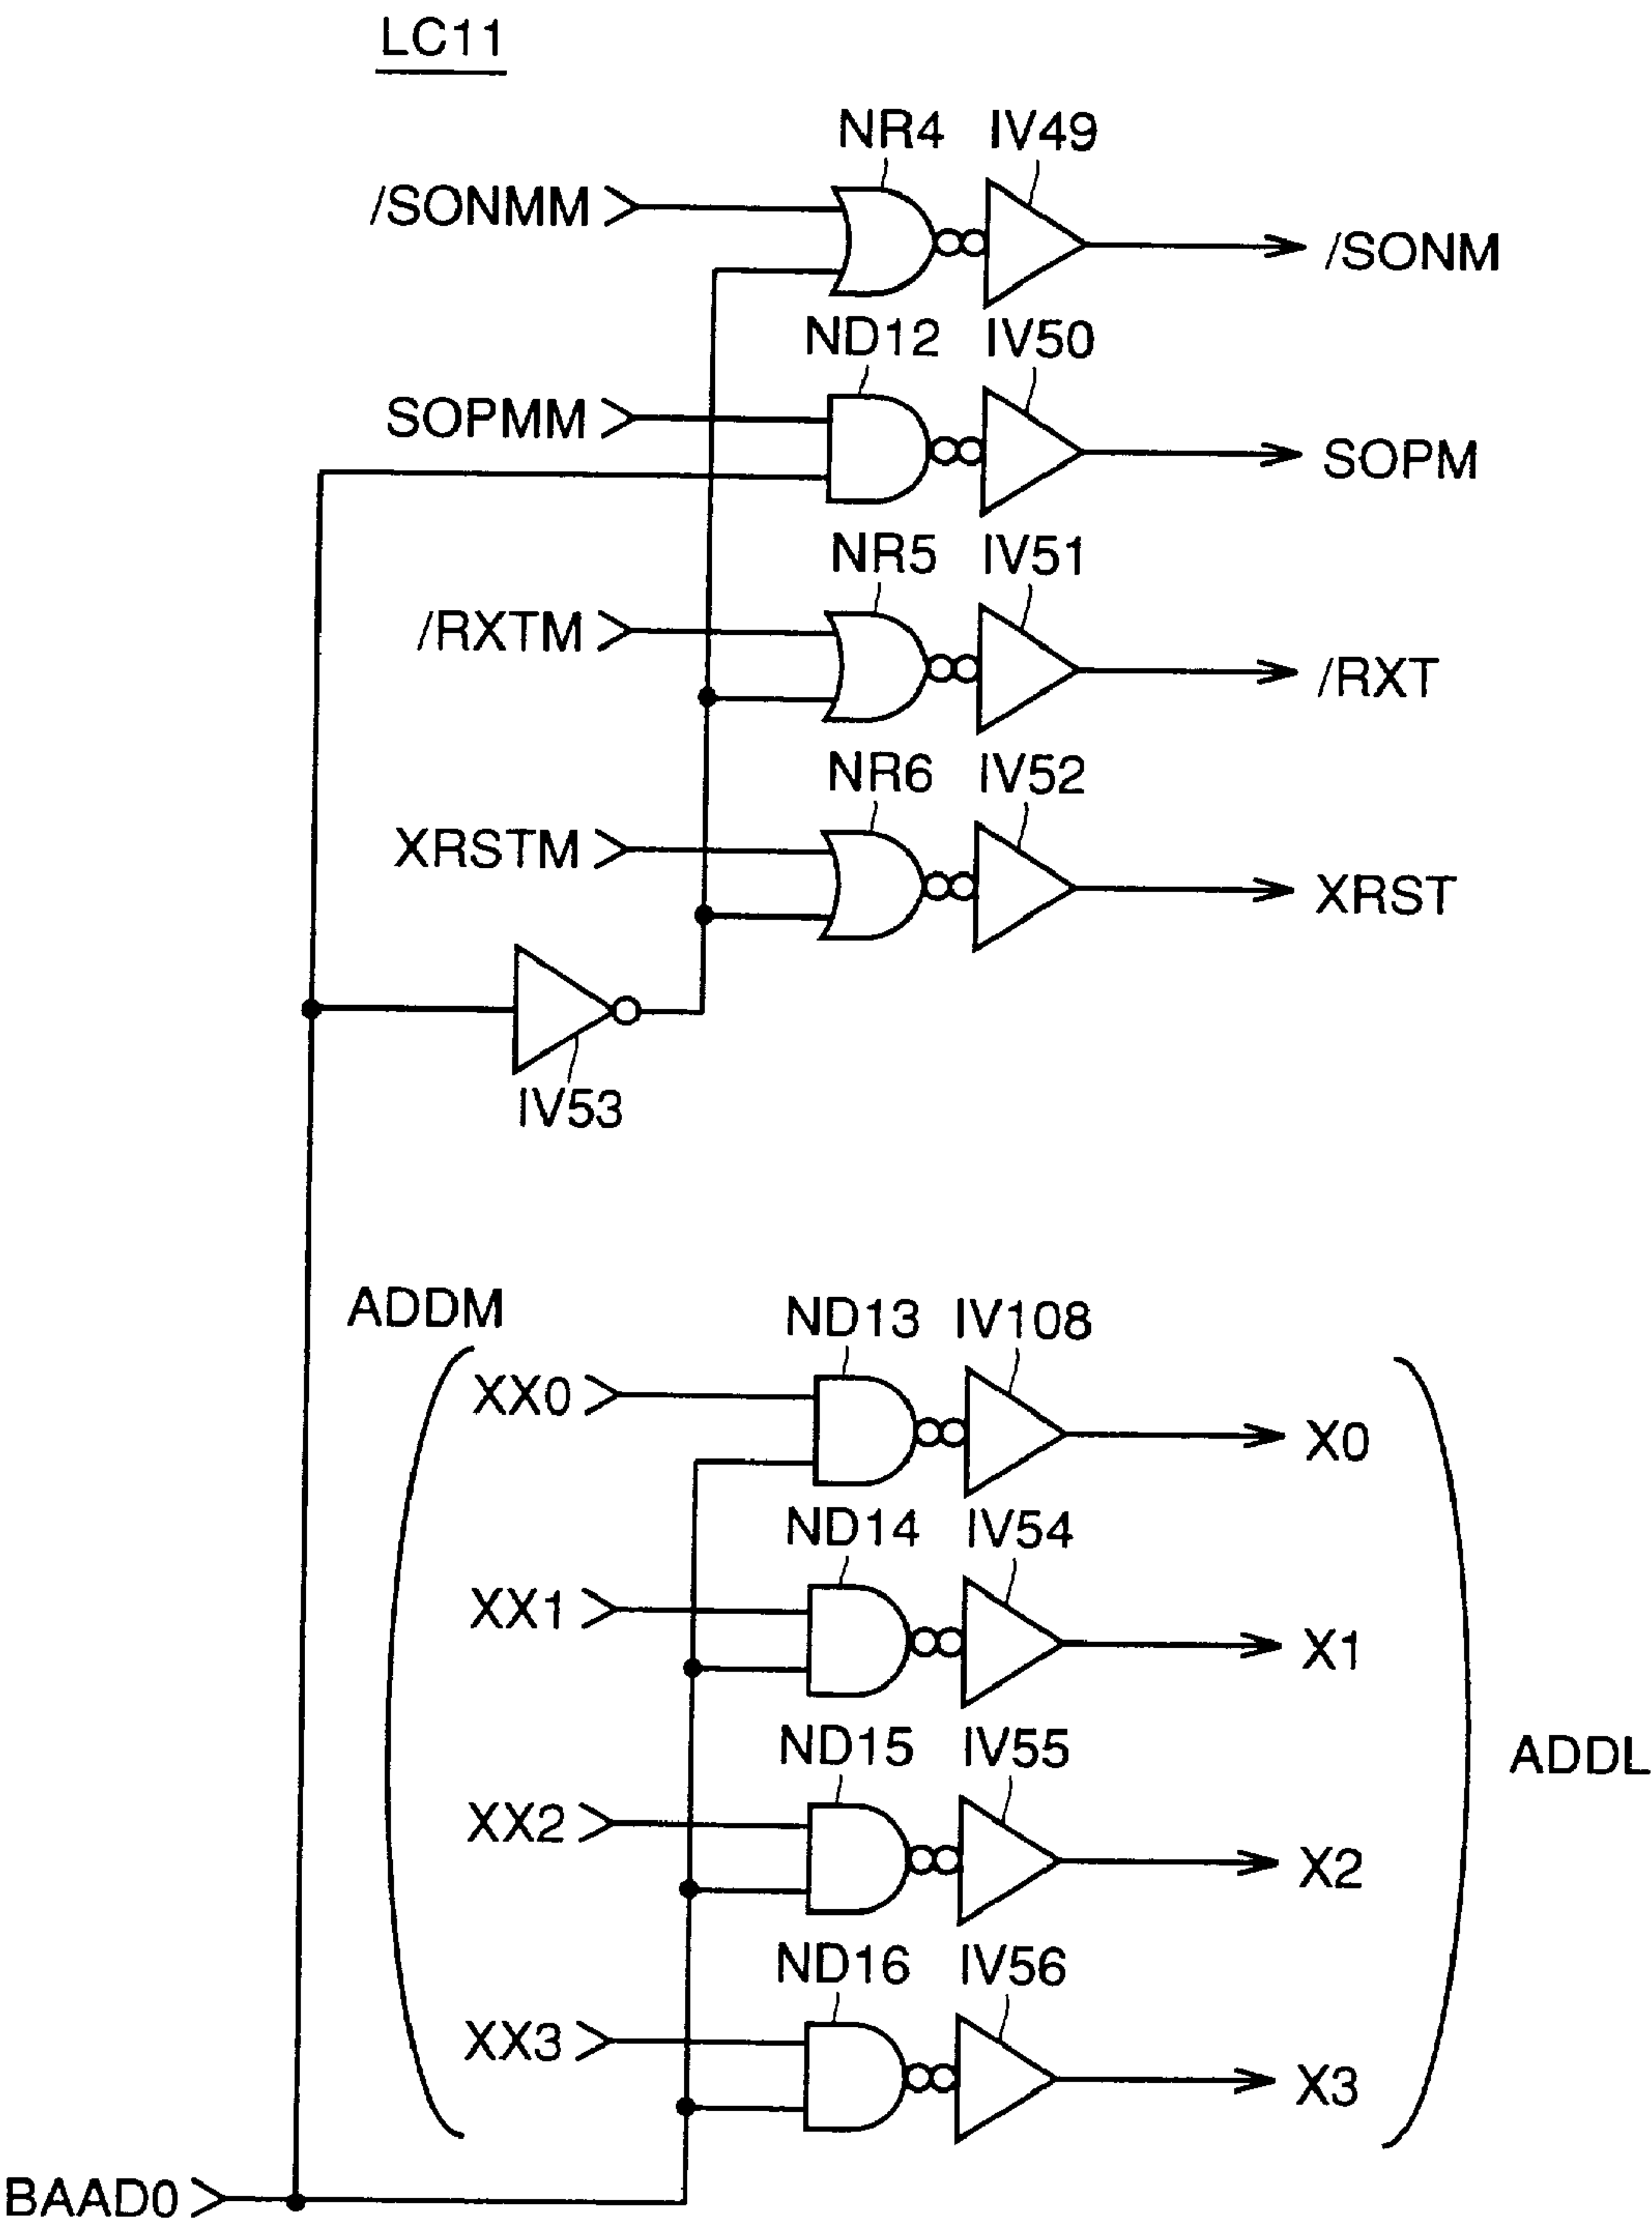 LC11
NR4 IV49
/SONMM /SONM
ND12 IV50
SOPMM SOPM
NR5 IV51
/RXTM /RXT
NR6 IV52
XRSTM XRST
IV53
ADDM
ND13 IV108
XX0 X0
ND14 IV54
XX1 X1
ND15 IV55
ADDL
XX2 X2
ND16 IV56
XX3 X3
BAAD0